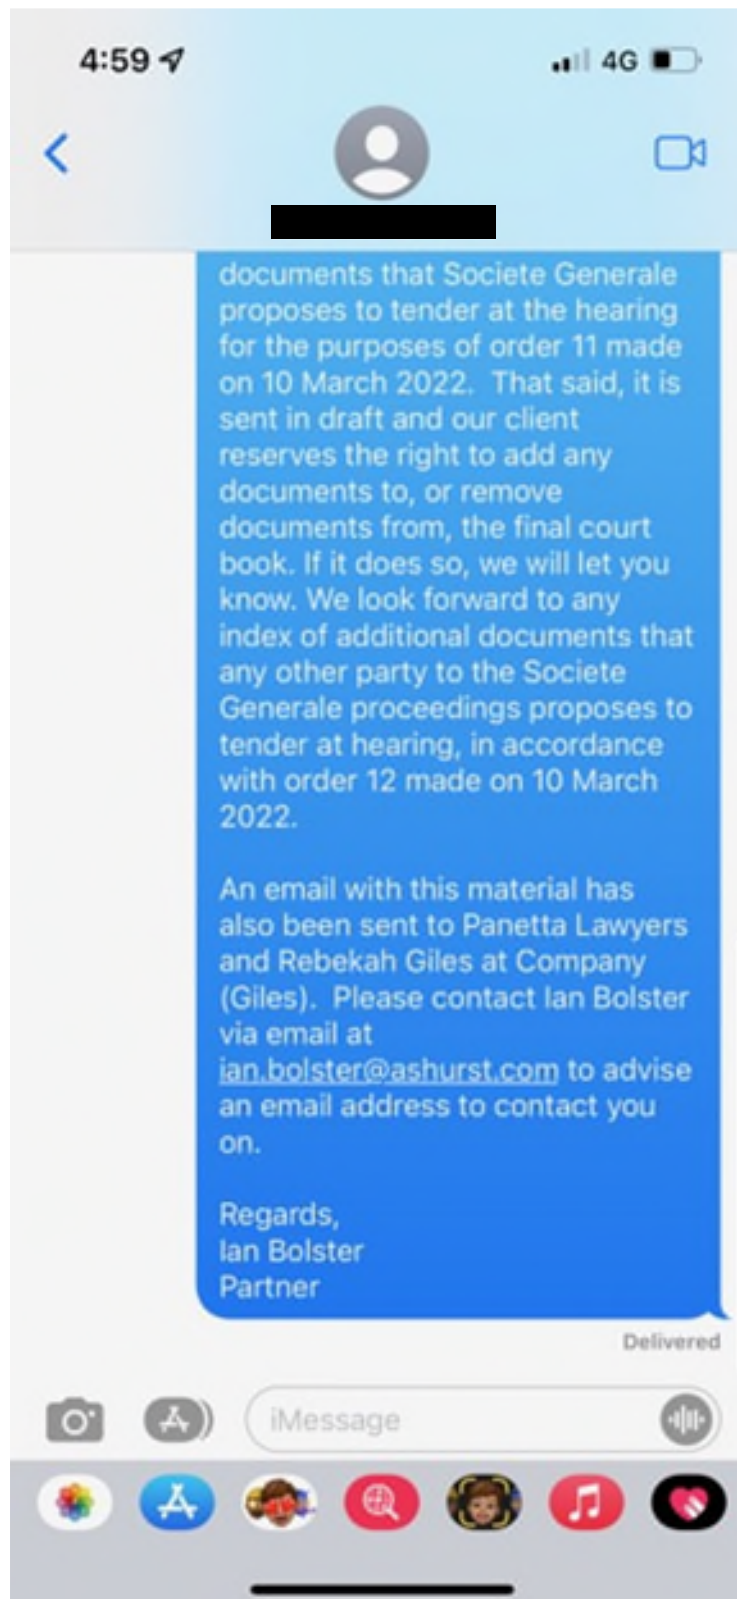 4:59
4G
documents that Societe Generale
proposes to tender at the hearing
for the purposes of order 11 made
on 10 March 2022.  That said, it is
sent in draft and our client
reserves the right to add any
documents to, or remove
documents from, the final court
book. If it does so, we will let you
know. We look forward to any
index of additional documents that
any other party to the Societe
Generale proceedings proposes to
tender at hearing, in accordance
with order 12 made on 10 March
2022.
An email with this material has
also been sent to Panetta Lawyers
and Rebekah Giles at Company
(Giles).  Please contact Ian Bolster
via email at
ian.bolster@ashurst.com to advise
an email address to contact you
on.
Regards,
Ian Bolster
Partner
Delivered
iMessage